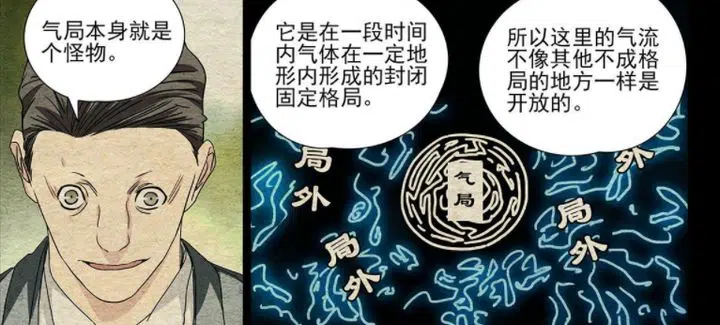 气局本身就是
个怪物。
它是在一段时间
内气体在一定地
形内形成的封闭
固定格局。
所以这里的气流
不像其他不成格
局的地方一样是
开放的。
局外
气局
局外
局外
局外